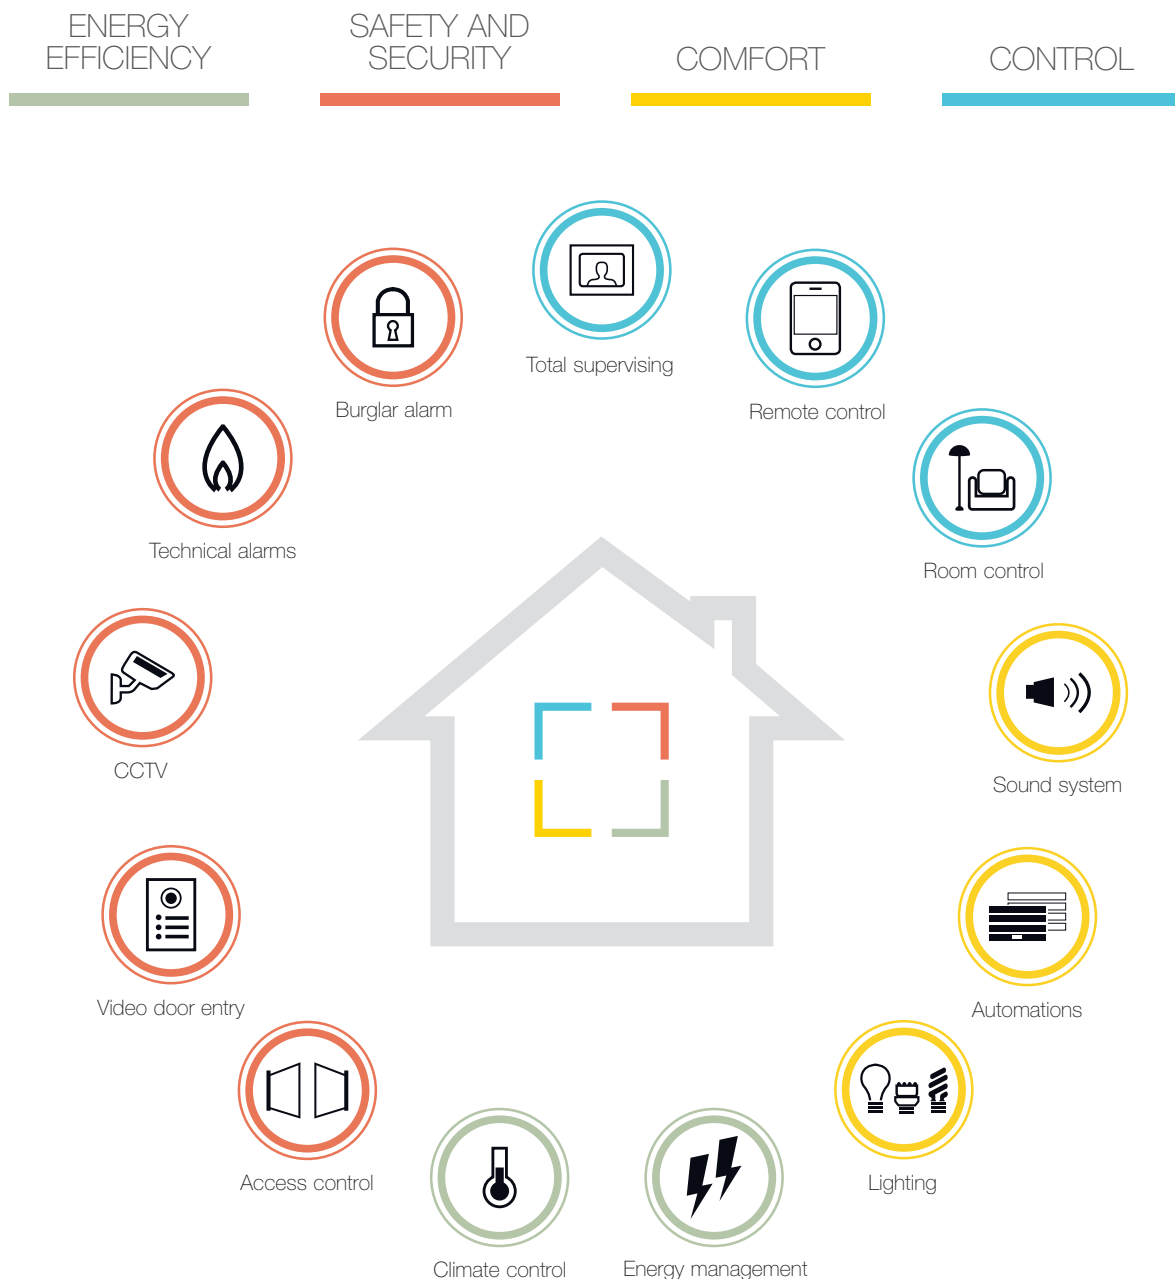 ENERGY
EFFICIENCY
SAFETY AND
SECURITY
COMFORT
CONTROL
Total supervising
Burglar alarm
Remote control
Technical alarms
Room control
CCTV
Sound system
Video door entry
Automations
Access control
Lighting
Climate control
Energy management